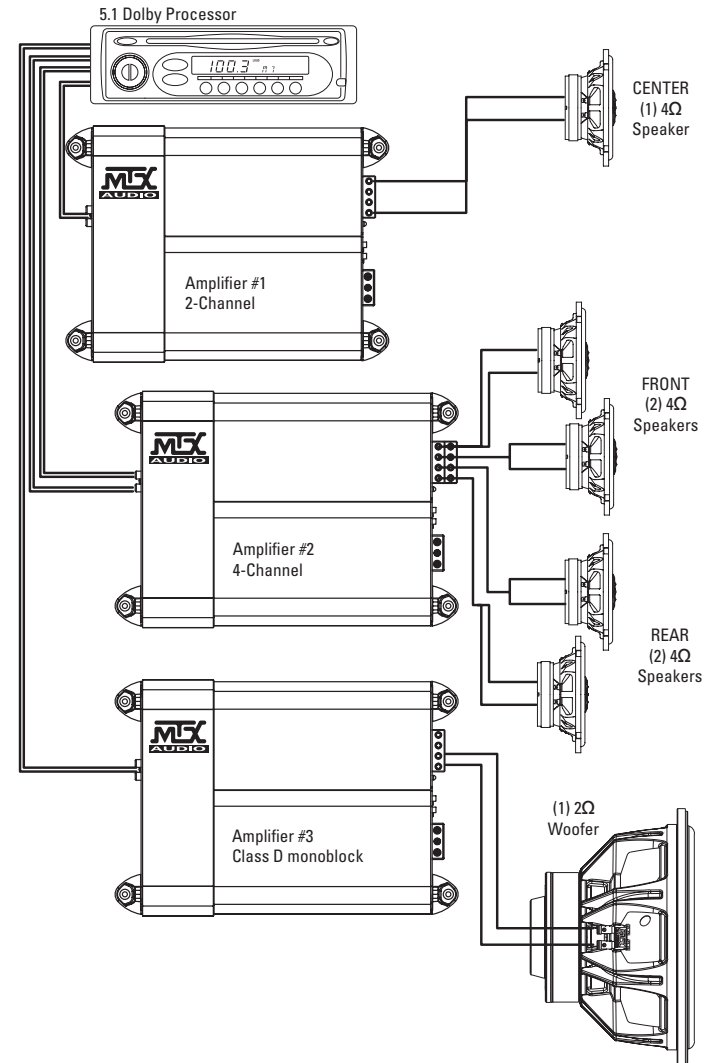 5.1 Dolby Processor
100.3
CENTER
(1) 4Ω
Speaker
MTX
AUDIO
Amplifier #1
2-Channel
FRONT
(2) 4Ω
Speakers
MTX
AUDIO
Amplifier #2
4-Channel
REAR
(2) 4Ω
Speakers
MTX
AUDIO
(1) 2Ω
Woofer
Amplifier #3
Class D monoblock